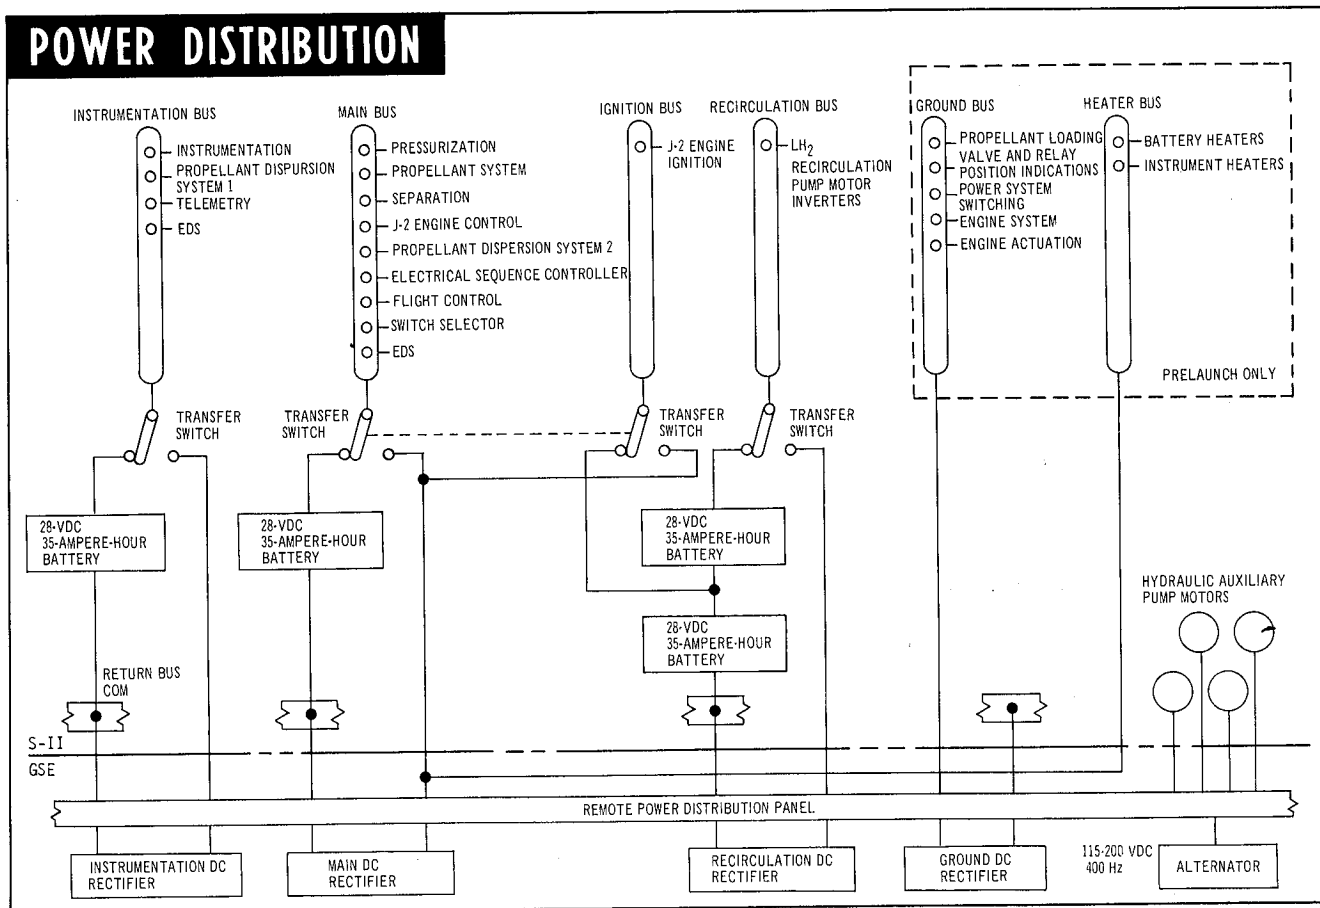 POWER DISTRIBUTION
INSTRUMENTATION BUS
INSTRUMENTATION
PROPELLANT DISPURSION
SYSTEM 1
TELEMETRY
EDS
MAIN BUS
PRESSURIZATION
PROPELLANT SYSTEM
SEPARATION
J-2 ENGINE CONTROL
PROPELLANT DISPERSION SYSTEM 2
ELECTRICAL SEQUENCE CONTROLLER
FLIGHT CONTROL
SWITCH SELECTOR
EDS
IGNITION BUS
J-2 ENGINE
IGNITION
RECIRCULATION BUS
LH2
RECIRCULATION
PUMP MOTOR
INVERTERS
GROUND BUS
PROPELLANT LOADING
VALVE AND RELAY
POSITION INDICATIONS
POWER SYSTEM
SWITCHING
ENGINE SYSTEM
ENGINE ACTUATION
HEATER BUS
BATTERY HEATERS
INSTRUMENT HEATERS
PRELAUNCH ONLY
TRANSFER
SWITCH
TRANSFER
SWITCH
TRANSFER
SWITCH
TRANSFER
SWITCH
28-VDC
35-AMPERE-HOUR
BATTERY
28-VDC
35-AMPERE-HOUR
BATTERY
28-VDC
35-AMPERE-HOUR
BATTERY
28-VDC
35-AMPERE-HOUR
BATTERY
HYDRAULIC AUXILIARY
PUMP MOTORS
RETURN BUS
COM
S-II
GSE
REMOTE POWER DISTRIBUTION PANEL
INSTRUMENTATION DC
RECTIFIER
MAIN DC
RECTIFIER
RECIRCULATION DC
RECTIFIER
GROUND DC
RECTIFIER
115-200 VDC
400 Hz
ALTERNATOR